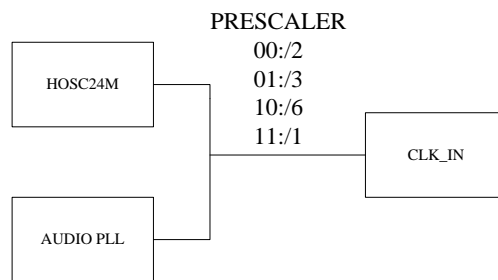 PRESCALER
00:/2
01:/3
10:/6
11:/1
HOSC24M
CLK_IN
AUDIO PLL